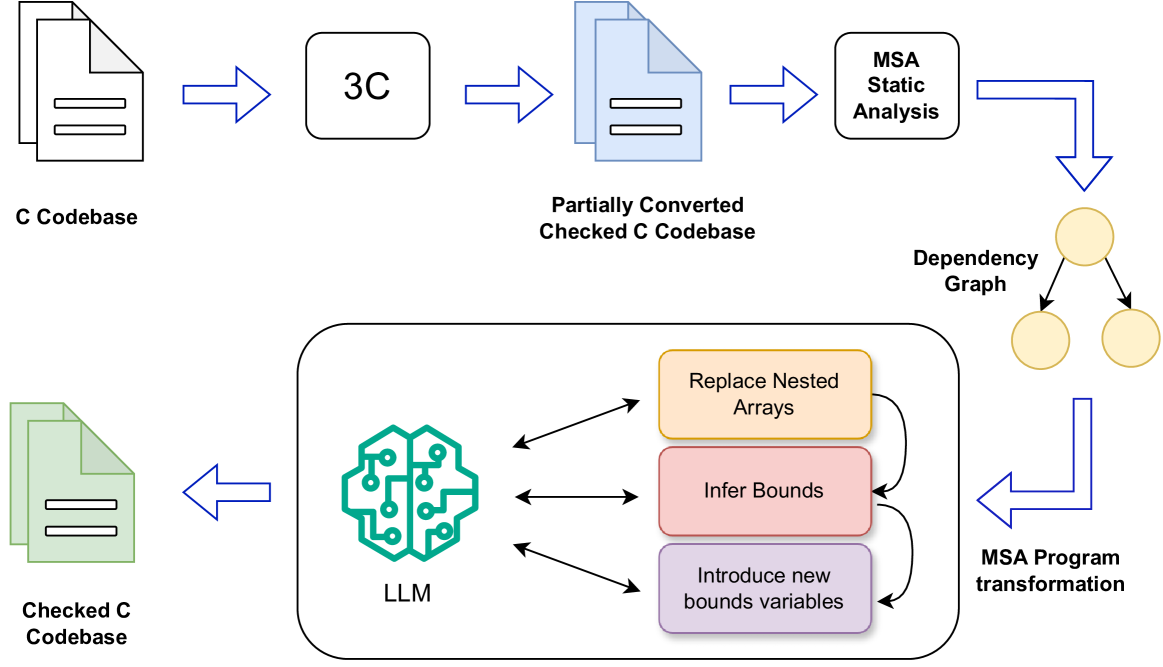 3C
MSA
Static
Analysis
C Codebase
Partially Converted
Checked C Codebase
Dependency
Graph
Replace Nested
Arrays
Infer Bounds
Introduce new
bounds variables
LLM
MSA Program
transformation
Checked C
Codebase